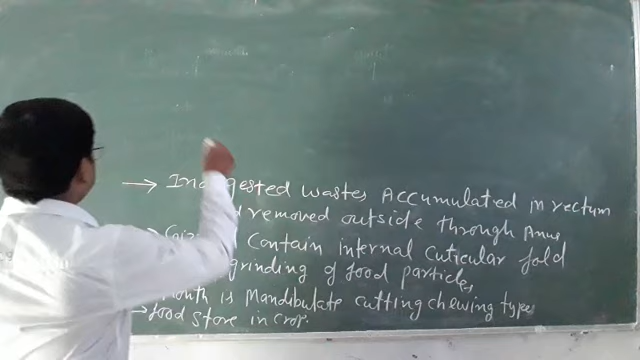 → Indigested wastes Accumulated in rectum
removed outside through Anus
→ Contain internal cuticular fold
grinding of food particles
Mouth is Mandibulate cutting chewing type
→ food store in crop.